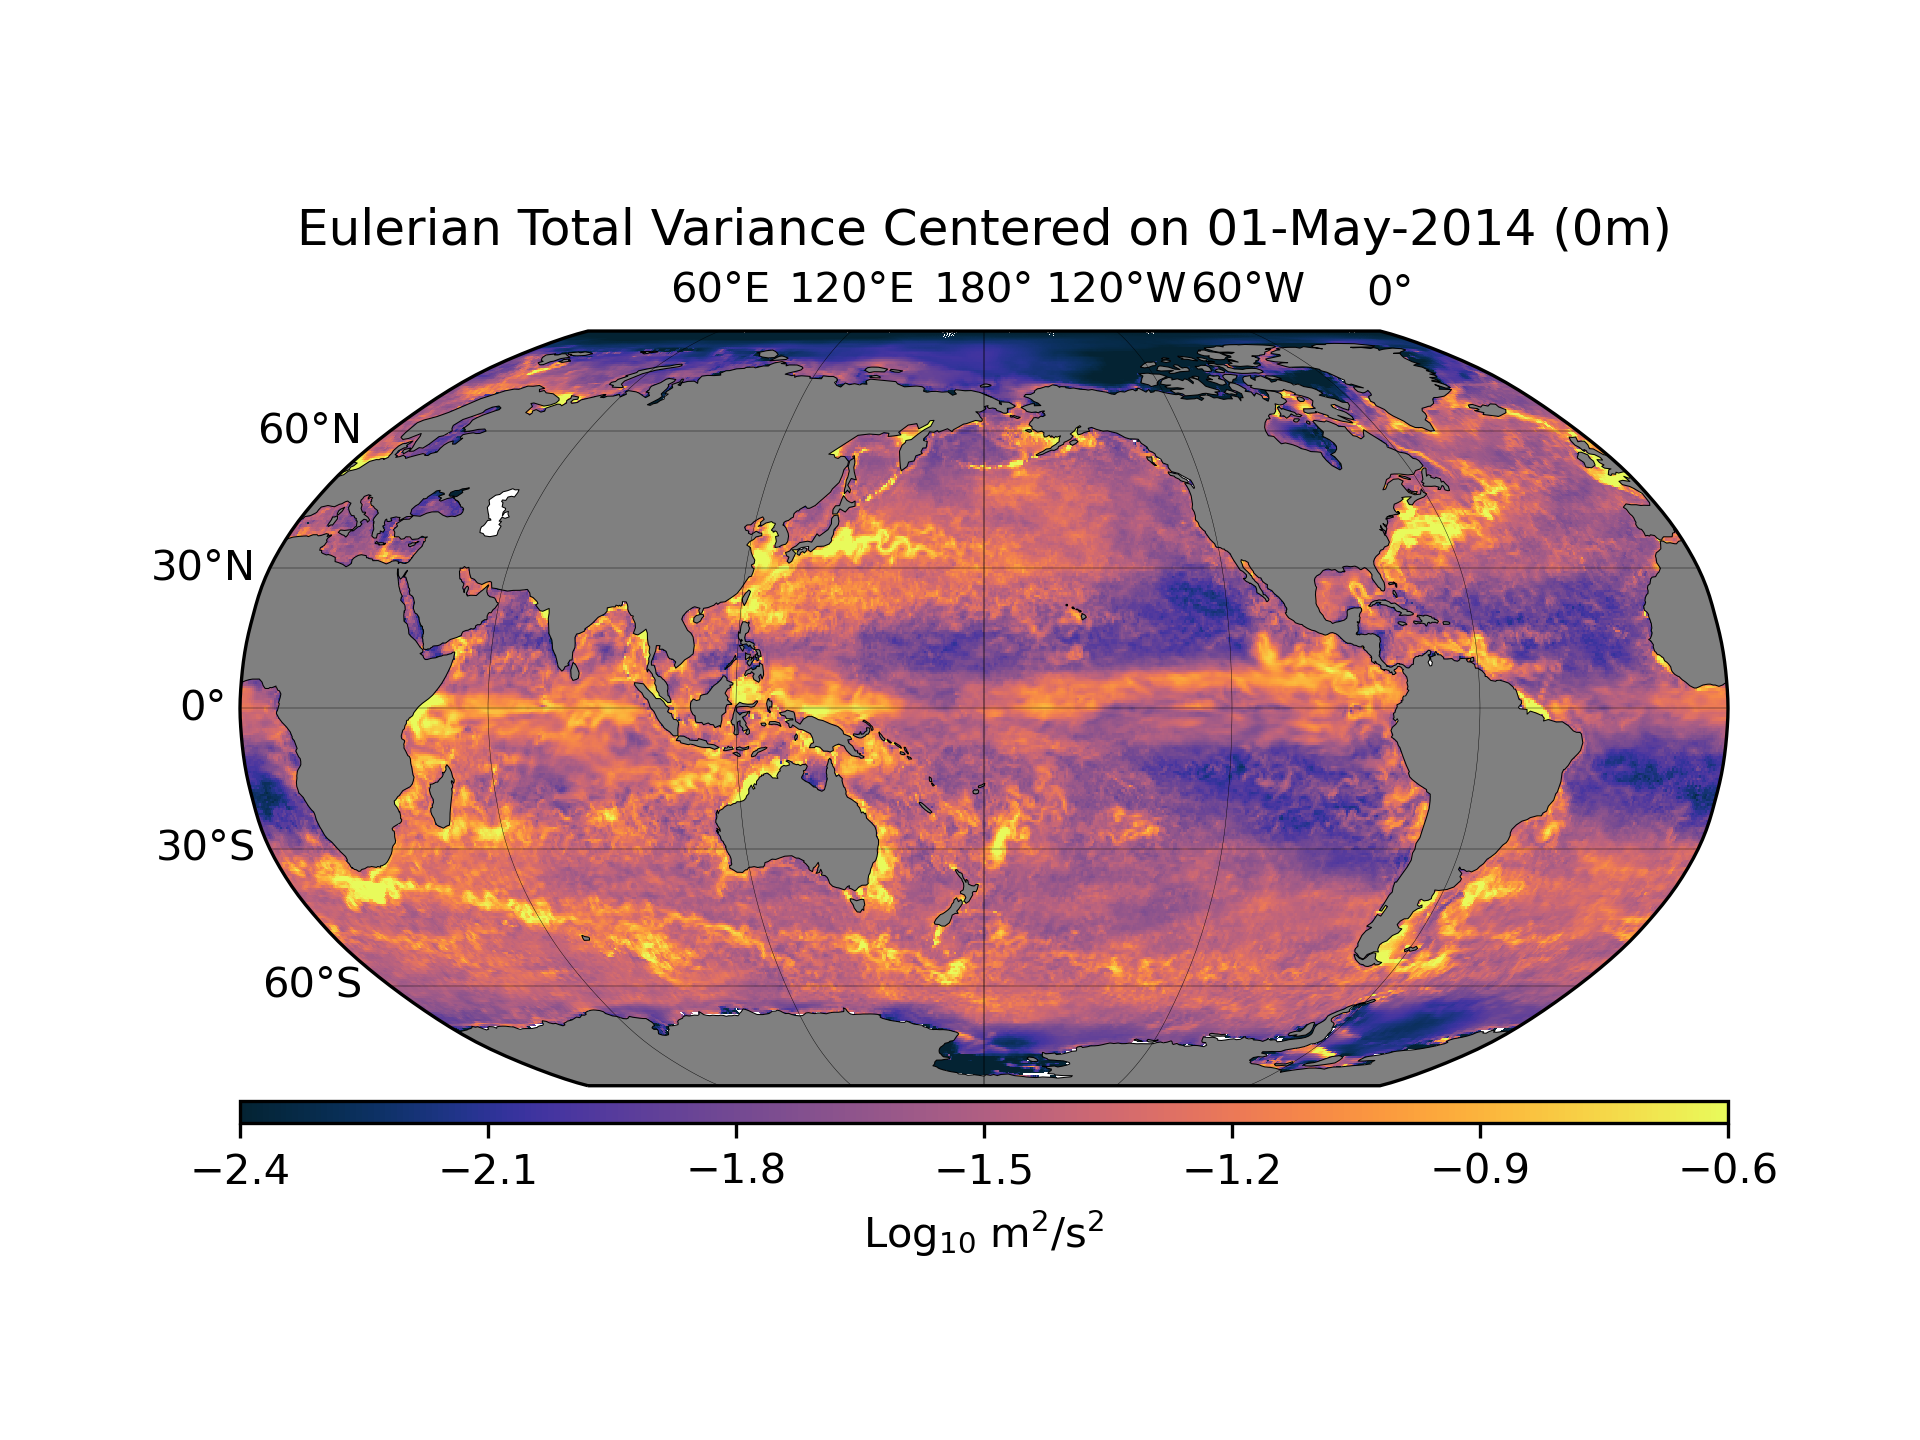 Eulerian Total Variance Centered on 01-May-2014 (0m)
60°E 120°E 180° 120°W 60°W 0°
60°N
30°N
0°
30°S
60°S
−2.4 −2.1 −1.8 −1.5 −1.2 −0.9 −0.6
Log₁₀ m²/s²